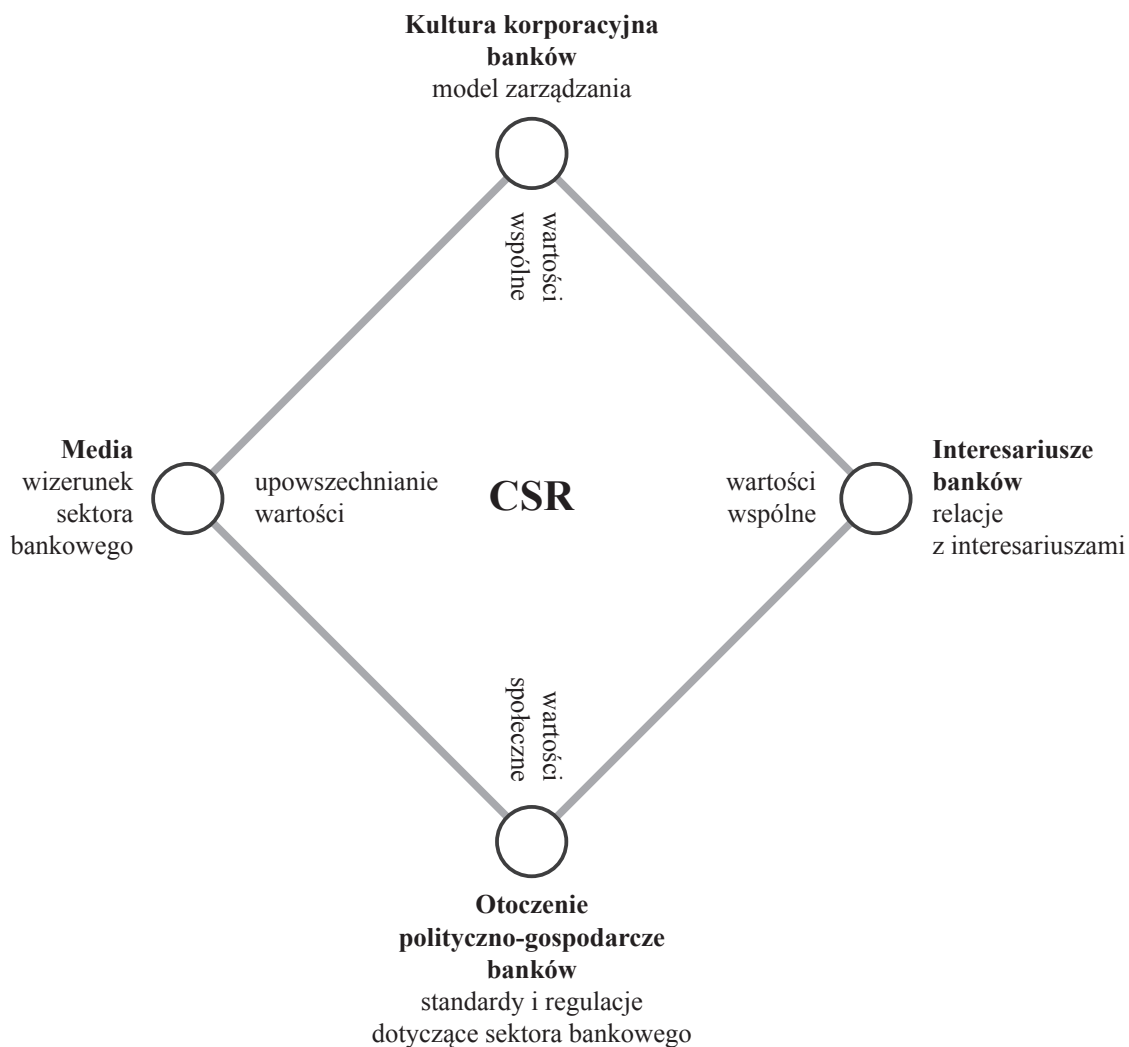 Kultura korporacyjna
banków
model zarządzania
wartości
wspólne
Media
wizerunek
sektora
bankowego
upowszechnianie
wartości
CSR
wartości
wspólne
Interesariusze
banków
relacje
z interesariuszami
wartości
społeczne
Otoczenie
polityczno-gospodarcze
banków
standardy i regulacje
dotyczące sektora bankowego